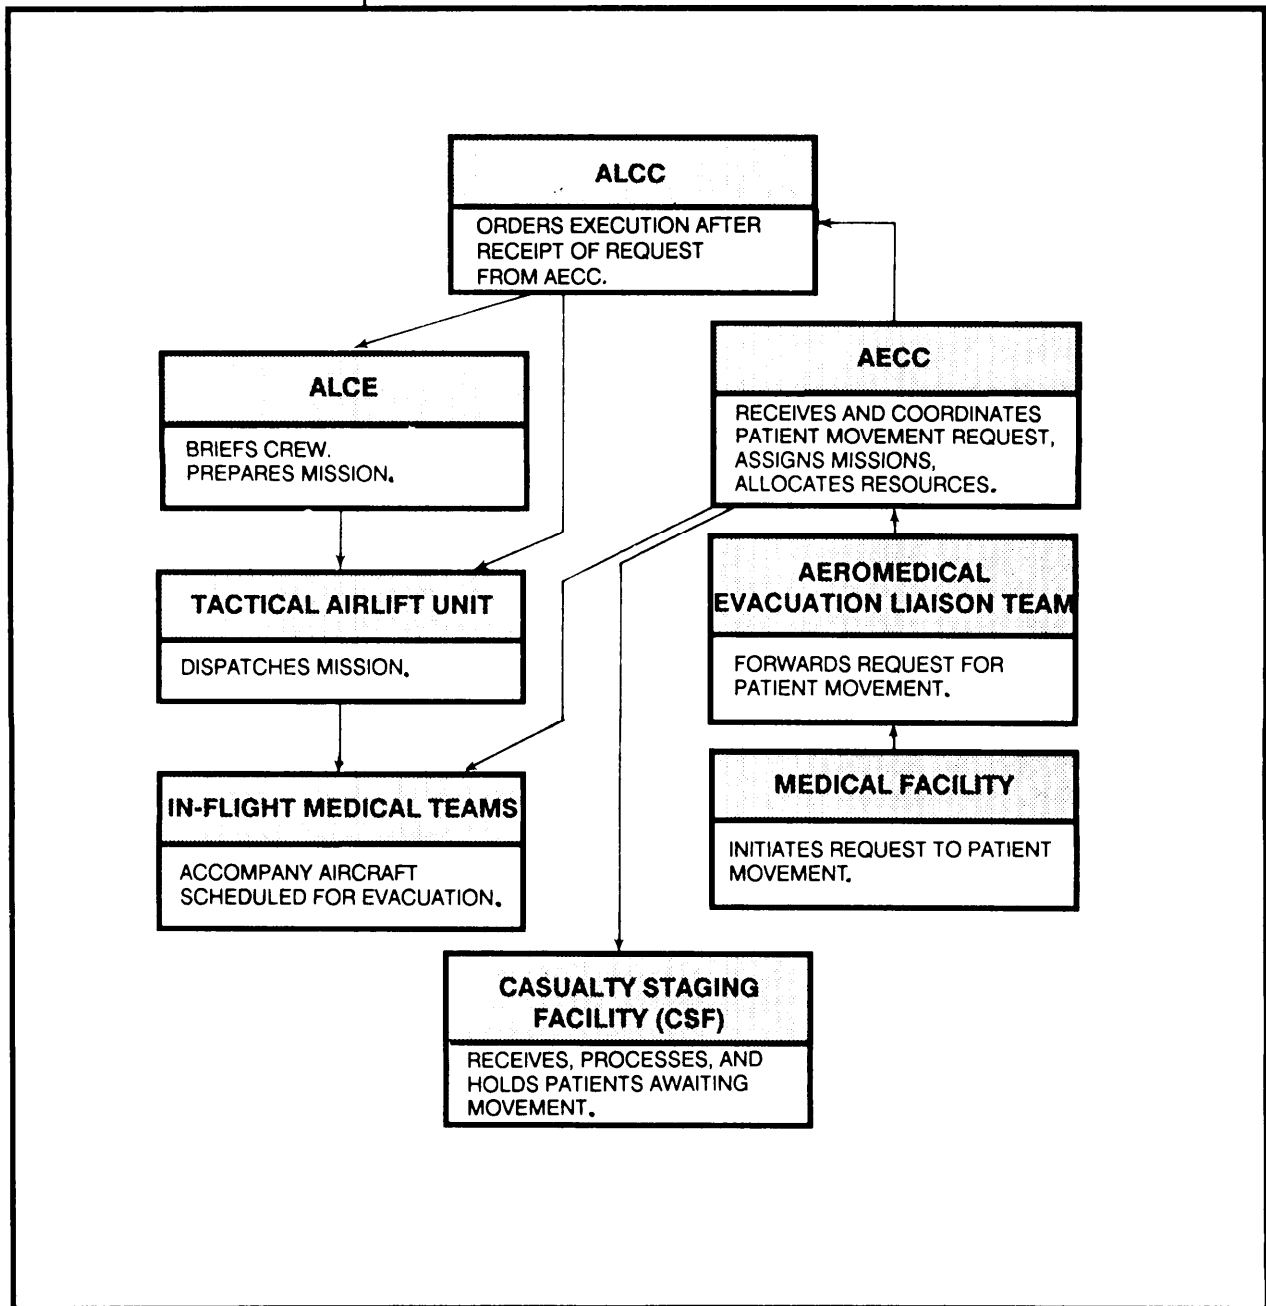 ALCC
ORDERS EXECUTION AFTER
RECEIPT OF REQUEST
FROM AECC.
ALCE
BRIEFS CREW.
PREPARES MISSION.
AECC
RECEIVES AND COORDINATES
PATIENT MOVEMENT REQUEST,
ASSIGNS MISSIONS,
ALLOCATES RESOURCES.
TACTICAL AIRLIFT UNIT
DISPATCHES MISSION.
AEROMEDICAL
EVACUATION LIAISON TEAM
FORWARDS REQUEST FOR
PATIENT MOVEMENT.
IN-FLIGHT MEDICAL TEAMS
ACCOMPANY AIRCRAFT
SCHEDULED FOR EVACUATION.
MEDICAL FACILITY
INITIATES REQUEST TO PATIENT
MOVEMENT.
CASUALTY STAGING
FACILITY (CSF)
RECEIVES, PROCESSES, AND
HOLDS PATIENTS AWAITING
MOVEMENT.